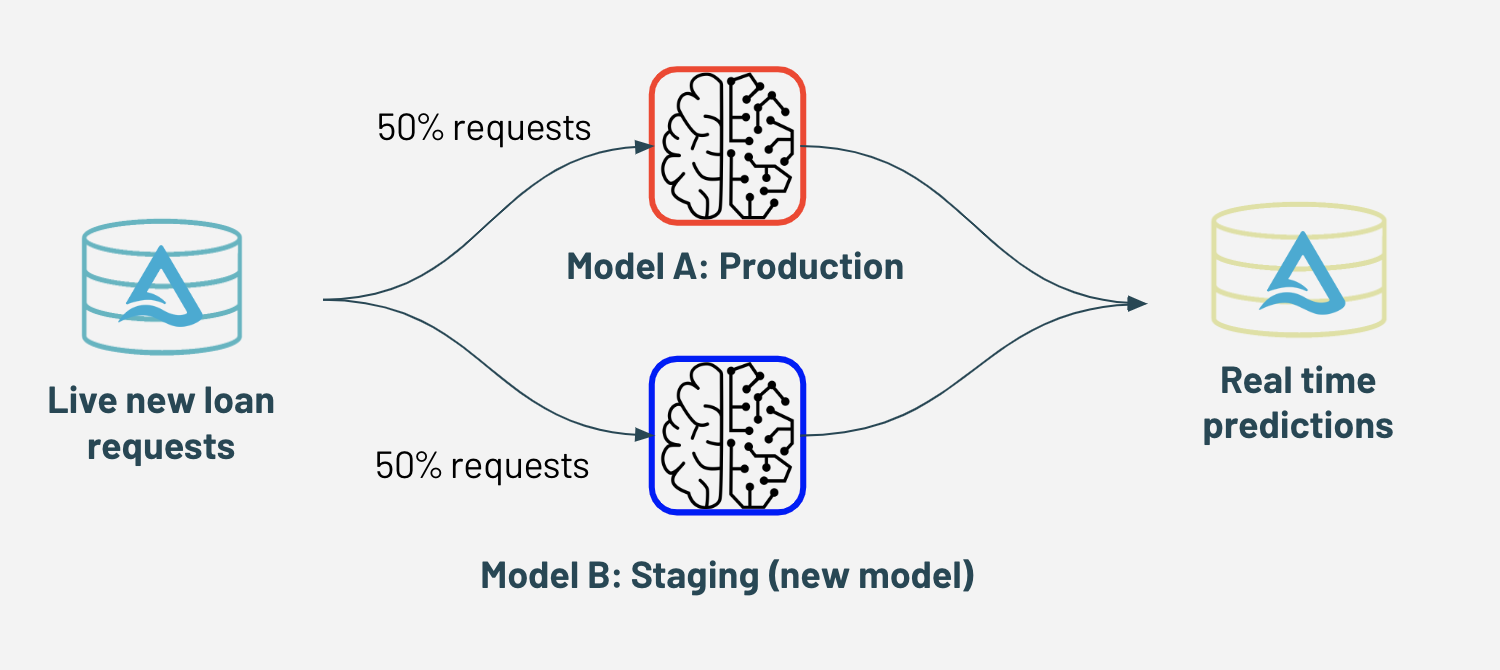 50% requests
Model A: Production
Live new loan
requests
Real time
predictions
50% requests
Model B: Staging (new model)